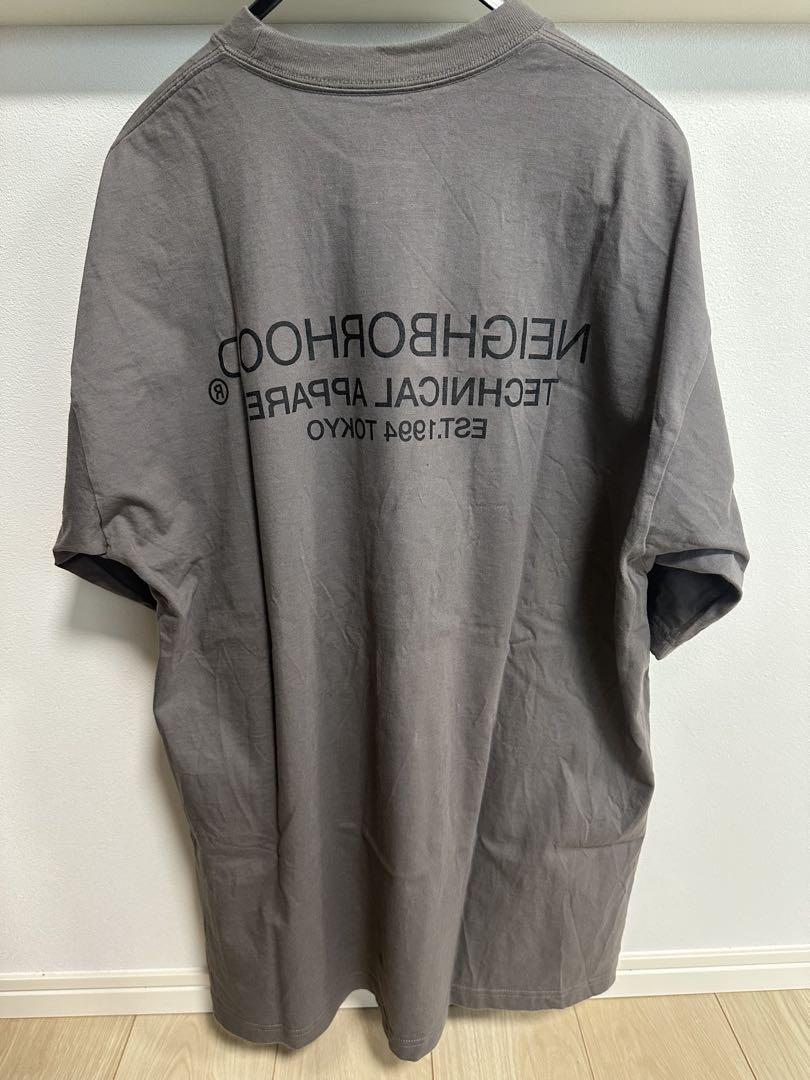 NEIGHBORHOOD
TECHNICAL APPARE ®
EST.1994 TOKYO